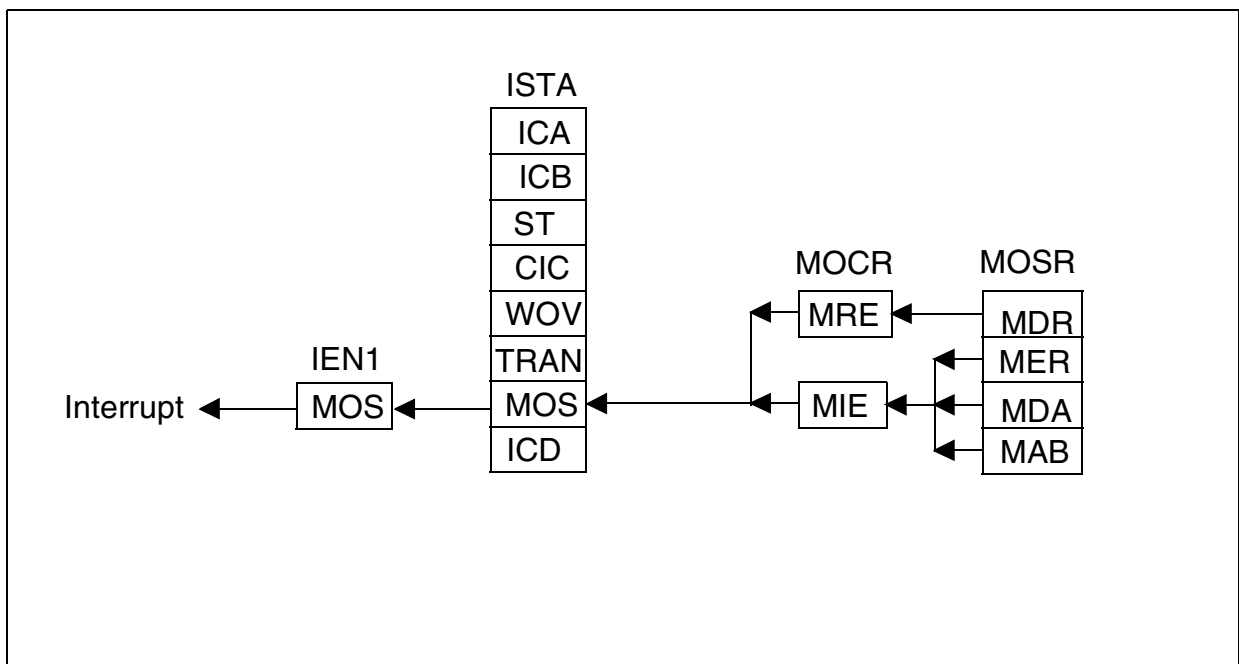 ISTA
ICA
ICB
ST
CIC
WOV
TRAN
MOS
ICD
MOCR
MRE
MIE
MOSR
MDR
MER
MDA
MAB
IEN1
MOS
Interrupt